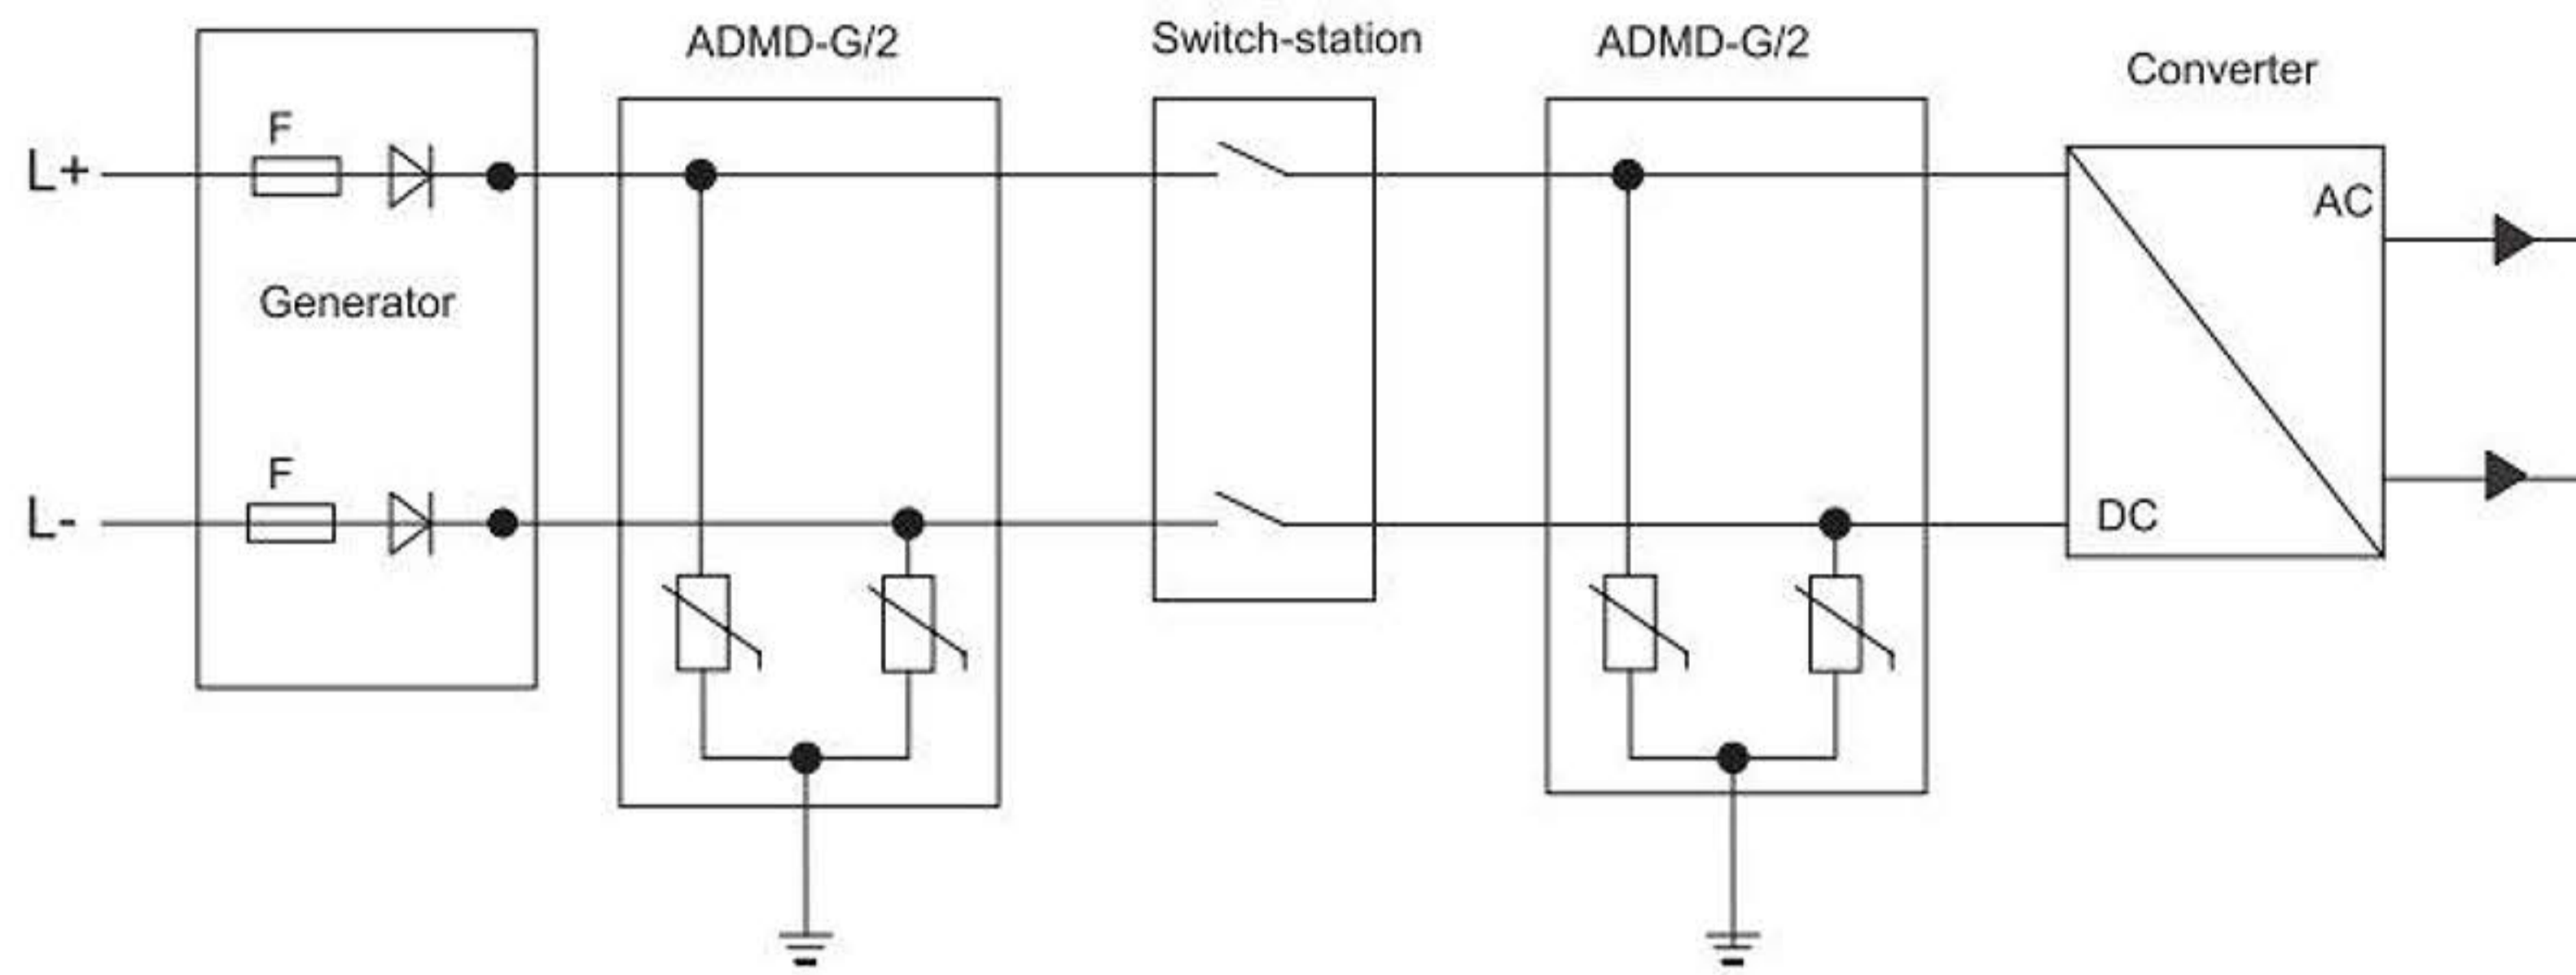 ADMD-G/2
Switch-station
ADMD-G/2
Converter
F
L+
AC
Generator
F
L-
DC